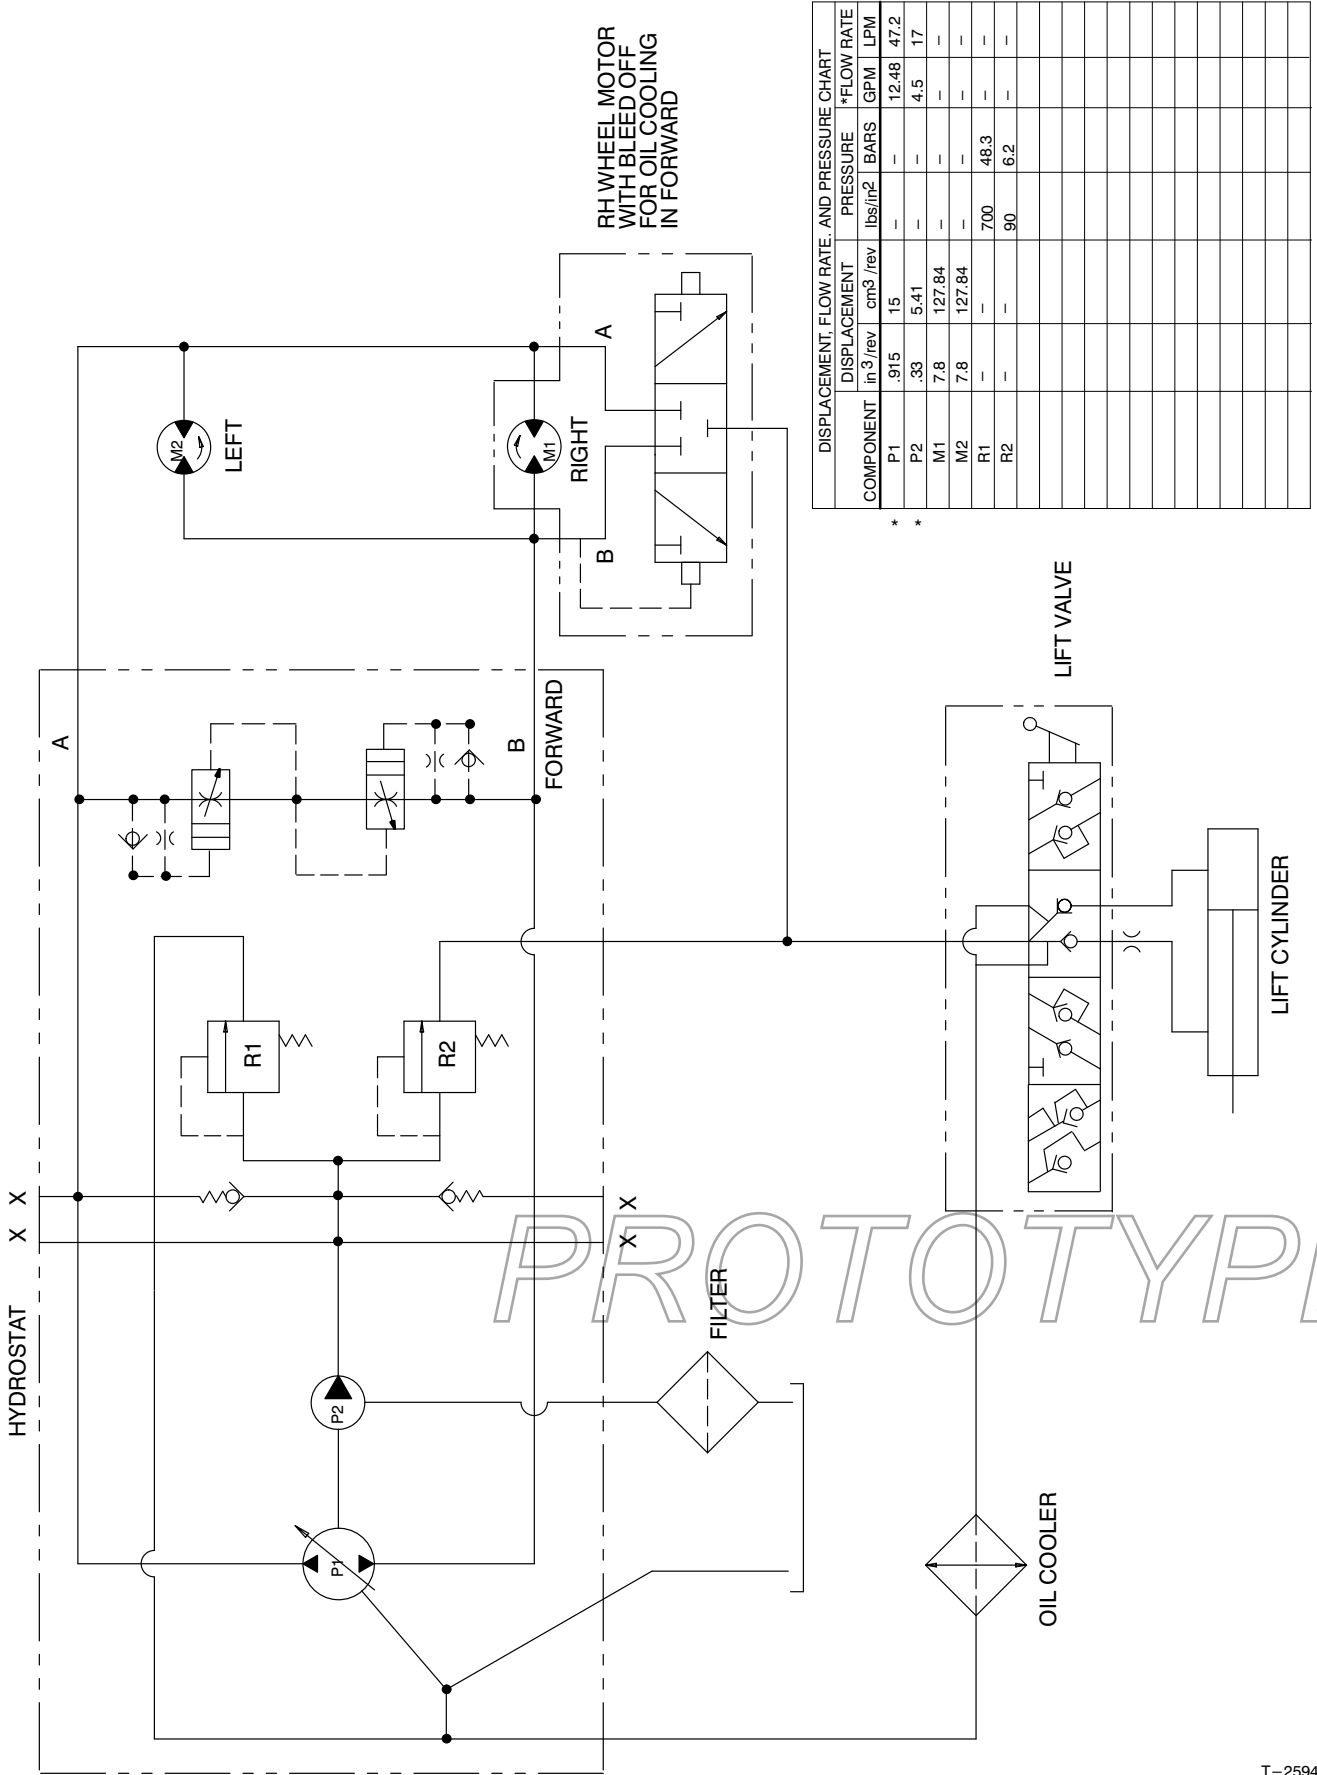 HYDROSTAT
X X
X X
A
B
FORWARD
R1
R2
P1
P2
M2
LEFT
M1
RIGHT
A
B
RH WHEEL MOTOR
WITH BLEED OFF
FOR OIL COOLING
IN FORWARD
FILTER
OIL COOLER
LIFT VALVE
LIFT CYLINDER
DISPLACEMENT, FLOW RATE. AND PRESSURE CHART
DISPLACEMENT PRESSURE *FLOW RATE
COMPONENT in3/rev cm3/rev lbs/in2 BARS GPM LPM
* P1 .915 15 – – 12.48 47.2
* P2 .33 5.41 – – 4.5 17
M1 7.8 127.84 – – – –
M2 7.8 127.84 – – – –
R1 – – 700 48.3 – –
R2 – – 90 6.2 – –
T–2594